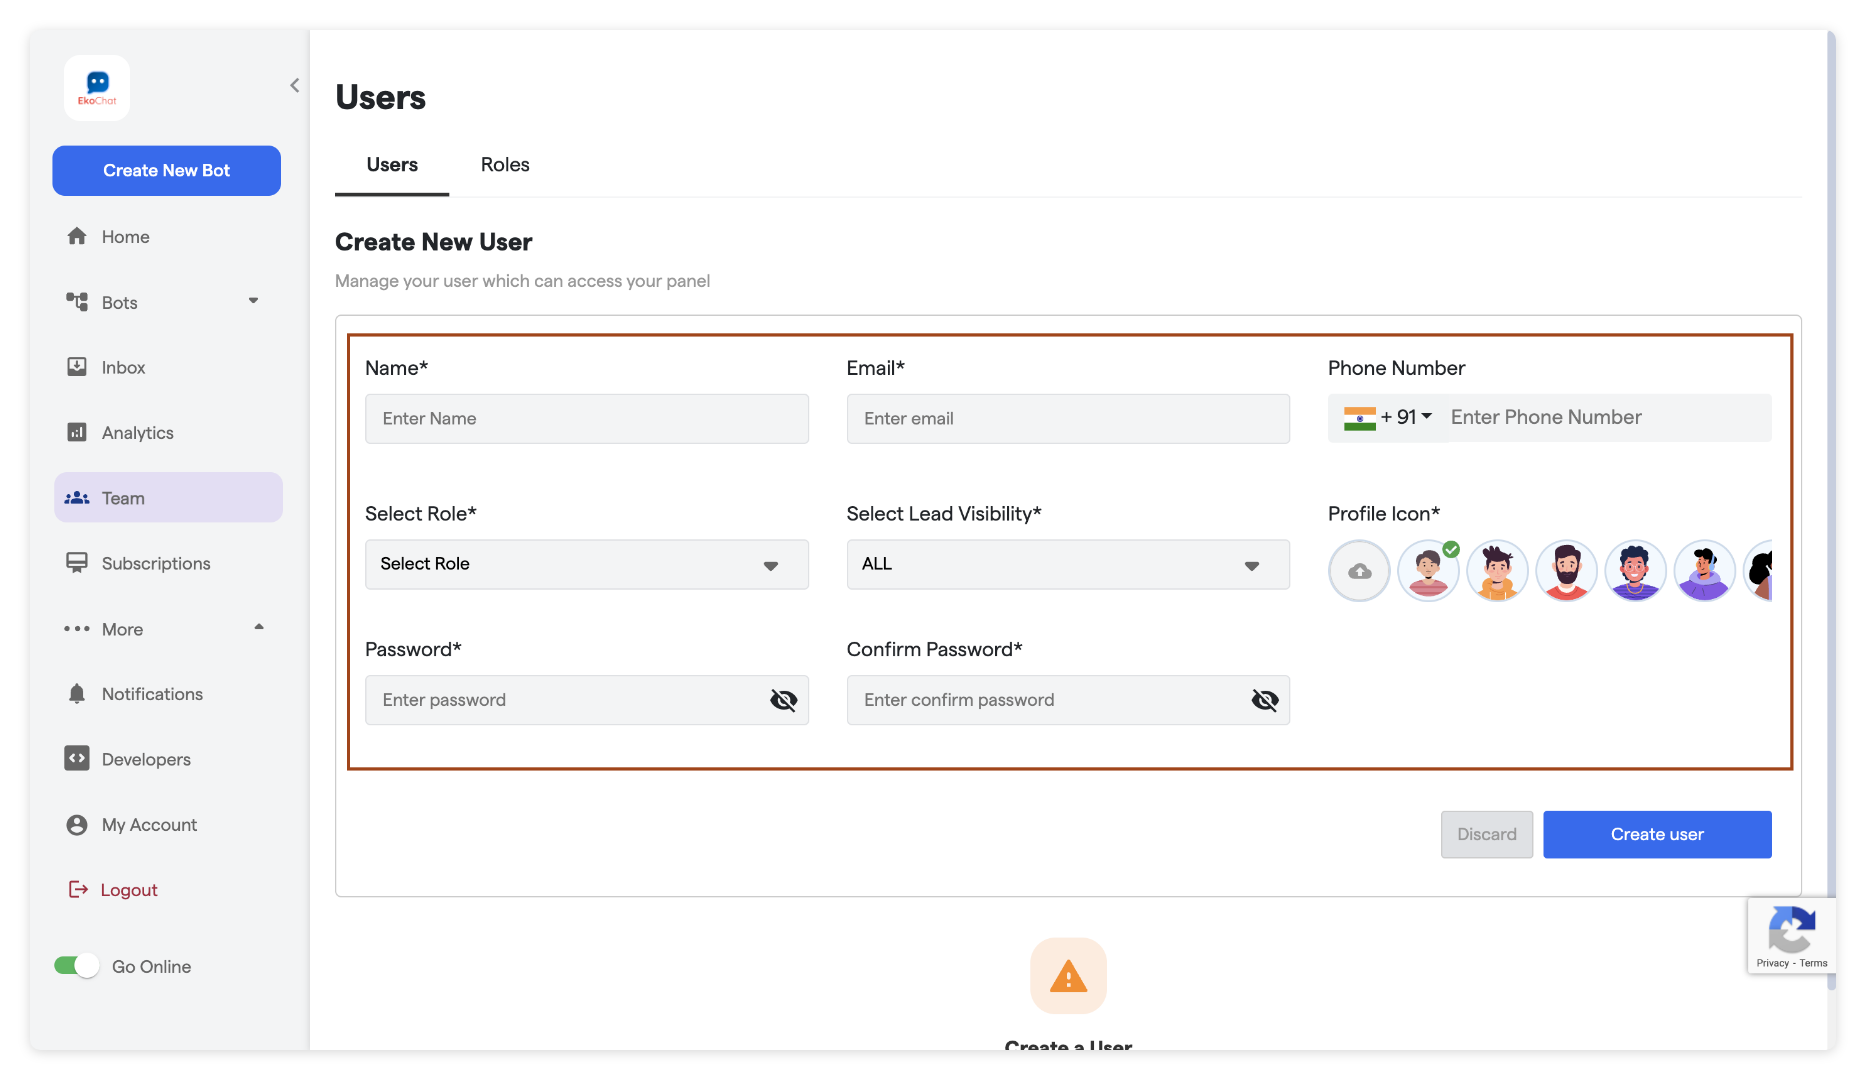 EkoChat
Create New Bot
Home
Bots
Inbox
Analytics
Team
Subscriptions
More
Notifications
Developers
My Account
Logout
Go Online
Users
Users
Roles
Create New User
Manage your user which can access your panel
Name*
Email*
Phone Number
Enter Name
Enter email
+ 91
Enter Phone Number
Select Role*
Select Lead Visibility*
Profile Icon*
Select Role
ALL
Password*
Confirm Password*
Enter password
Enter confirm password
Discard
Create user
Privacy - Terms
Create a User